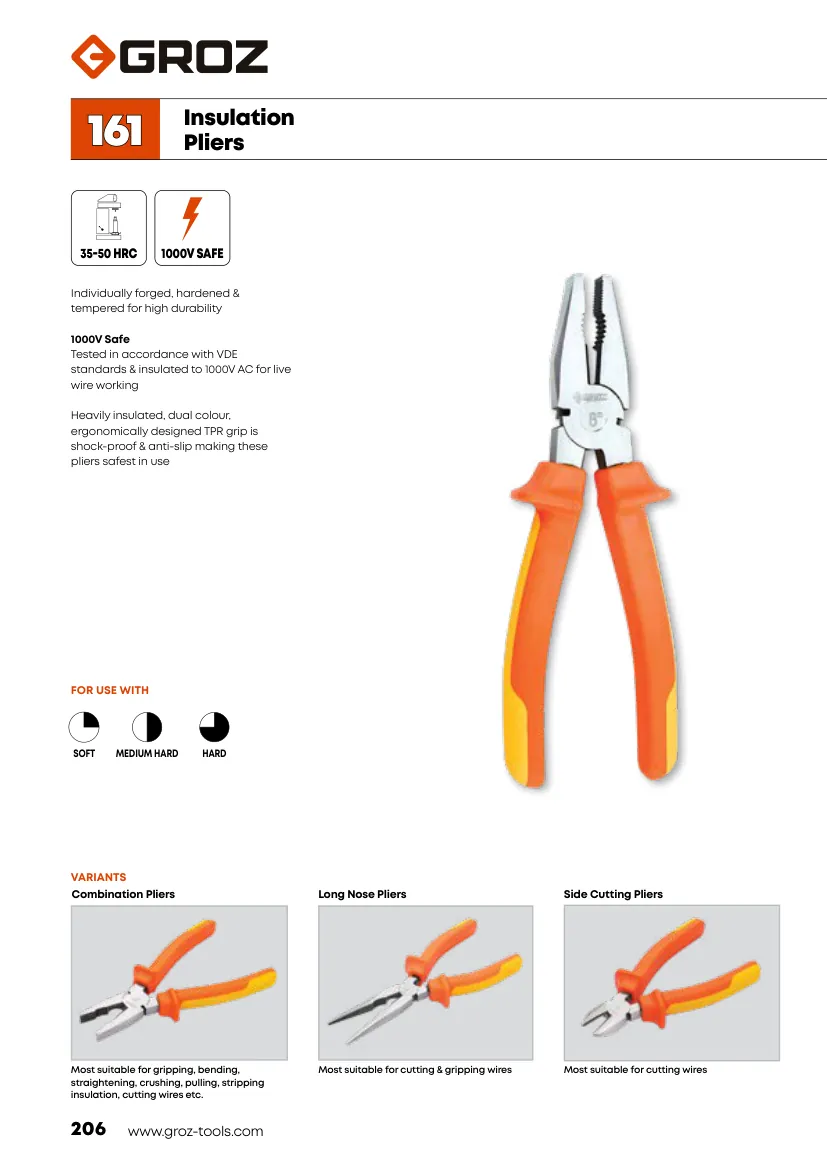 GROZ
161
Insulation
Pliers
35-50 HRC
1000V SAFE
Individually forged, hardened &
tempered for high durability
1000V Safe
Tested in accordance with VDE
standards & insulated to 1000V AC for live
wire working
Heavily insulated, dual colour,
ergonomically designed TPR grip is
shock-proof & anti-slip making these
pliers safest in use
GROZ
8"
FOR USE WITH
SOFT
MEDIUM HARD
HARD
VARIANTS
Combination Pliers
Long Nose Pliers
Side Cutting Pliers
Most suitable for gripping, bending,
straightening, crushing, pulling, stripping
insulation, cutting wires etc.
Most suitable for cutting & gripping wires
Most suitable for cutting wires
206
www.groz-tools.com